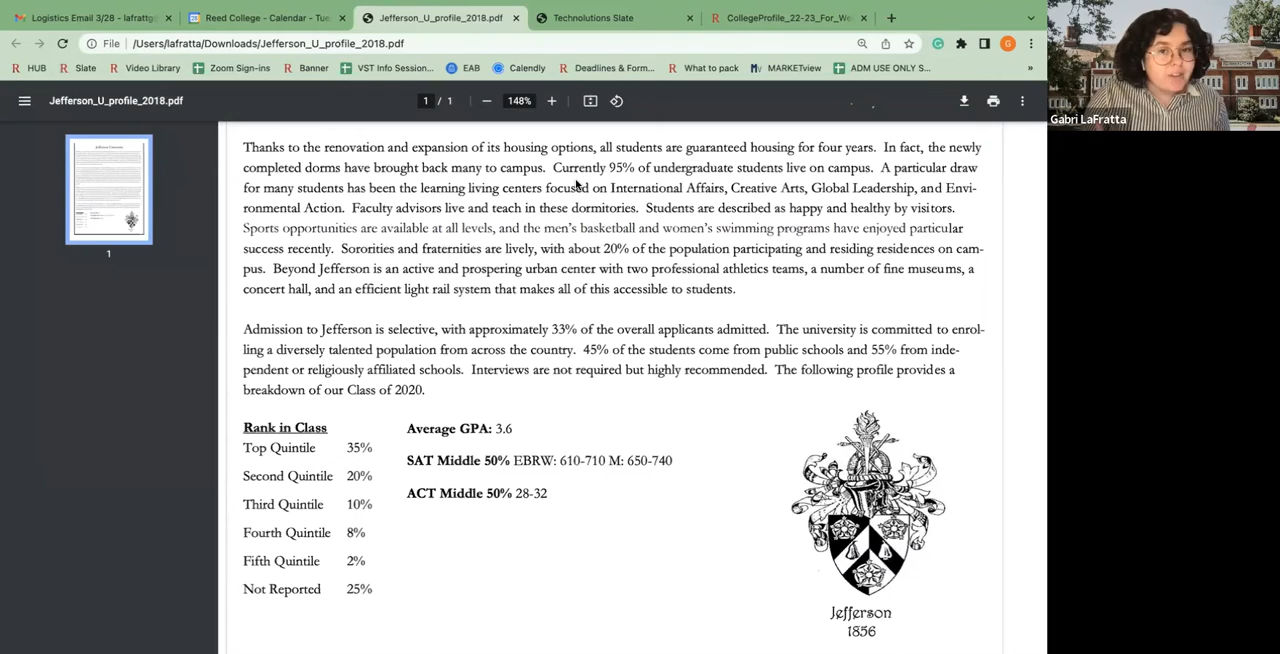 Logistics Email 3/28 - lafrattg@
Reed College - Calendar - Tue
Jefferson_U_profile_2018.pdf
Technolutions Slate
CollegeProfile_22-23_For_We
File
/Users/lafratta/Downloads/Jefferson_U_profile_2018.pdf
HUB
Slate
Video Library
Zoom Sign-ins
Banner
VST Info Session...
CAB
Calendly
Deadlines & Form...
What to pack
MARKETview
ADM USE ONLY S...
»
Jefferson_U_profile_2018.pdf
1 / 1
148%
Gabri LaFratta
1
Thanks to the renovation and expansion of its housing options, all students are guaranteed housing for four years. In fact, the newly
completed dorms have brought back many to campus. Currently 95% of undergraduate students live on campus. A particular draw
for many students has been the learning living centers focused on International Affairs, Creative Arts, Global Leadership, and Envi-
ronmental Action. Faculty advisors live and teach in these dormitories. Students are described as happy and healthy by visitors.
Sports opportunities are available at all levels, and the men's basketball and women's swimming programs have enjoyed particular
success recently. Sororities and fraternities are lively, with about 20% of the population participating and residing residences on cam-
pus. Beyond Jefferson is an active and prospering urban center with two professional athletics teams, a number of fine museums, a
concert hall, and an efficient light rail system that makes all of this accessible to students.
Admission to Jefferson is selective, with approximately 33% of the overall applicants admitted. The university is committed to enrol-
ling a diversely talented population from across the country. 45% of the students come from public schools and 55% from inde-
pendent or religiously affiliated schools. Interviews are not required but highly recommended. The following profile provides a
breakdown of our Class of 2020.
Rank in Class
Top Quintile 35%
Second Quintile 20%
Third Quintile 10%
Fourth Quintile 8%
Fifth Quintile 2%
Not Reported 25%
Average GPA: 3.6
SAT Middle 50% EBRW: 610-710 M: 650-740
ACT Middle 50% 28-32
Jefferson
1856